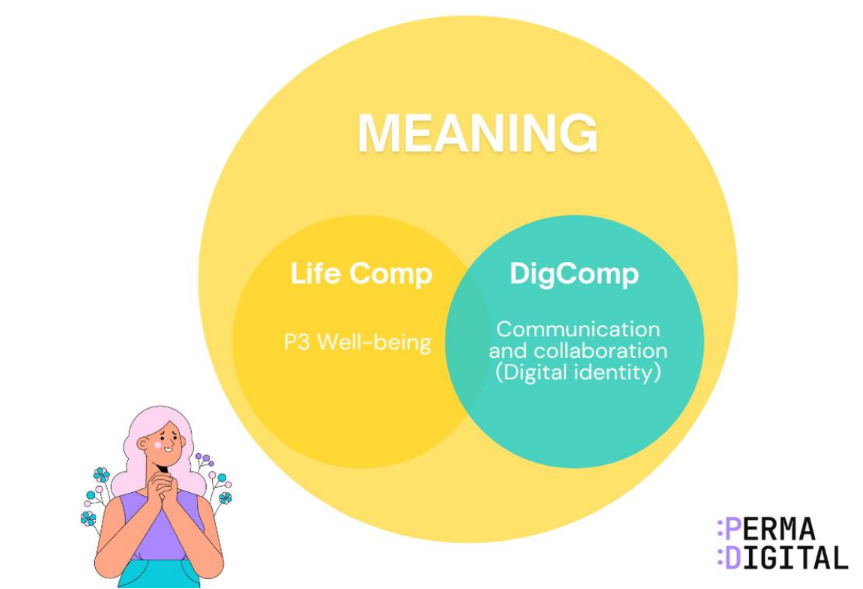 MEANING
Life Comp
DigComp
P3 Well-being
Communication
and collaboration
(Digital identity)
:PERMA
:DIGITAL